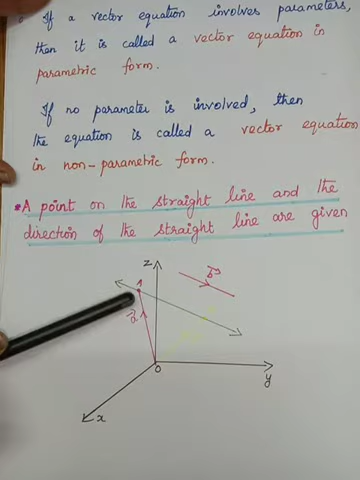 If a vector equation involves parameters,
then it is called a vector equation in
parametric form.
If no parameter is involved, then
the equation is called a vector equation
in non-parametric form.
*A point on the straight line and the
direction of the straight line are given
z
b
A
a
O
y
x